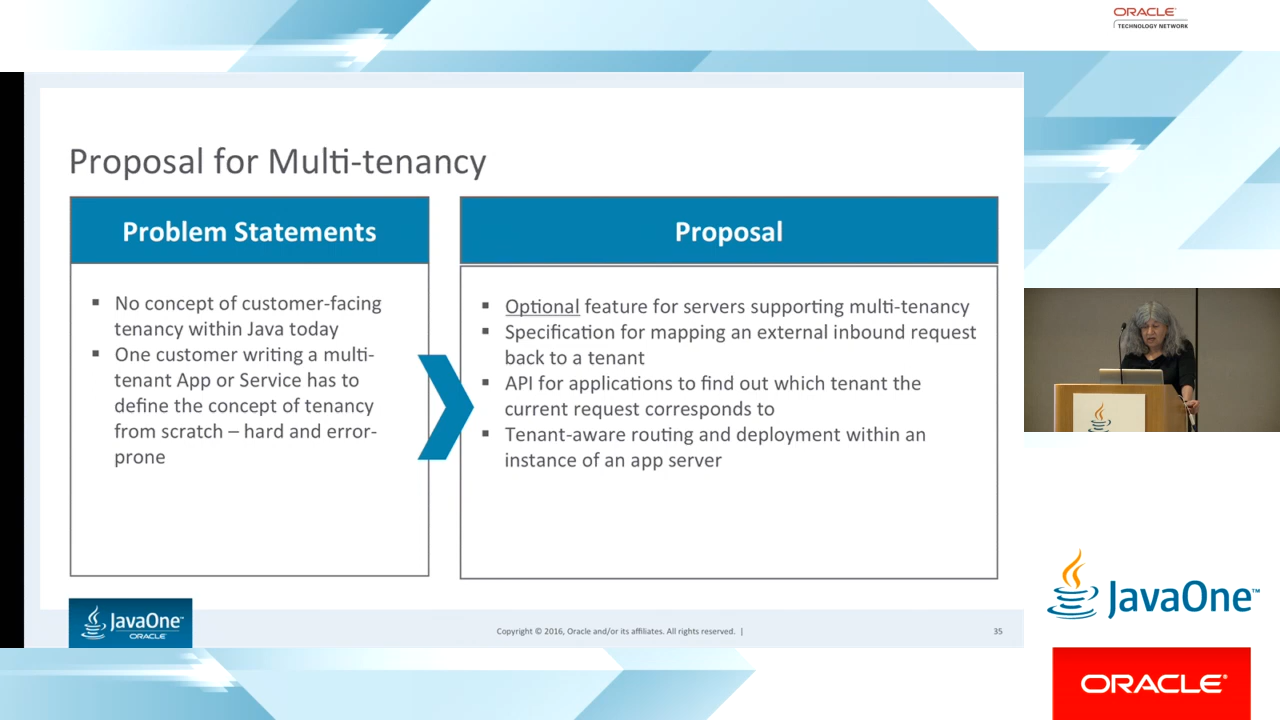 ORACLE
TECHNOLOGY NETWORK
Proposal for Multi-tenancy
Problem Statements
▪ No concept of customer-facing
tenancy within Java today
▪ One customer writing a multi-
tenant App or Service has to
define the concept of tenancy
from scratch – hard and error-
prone
Proposal
▪ Optional feature for servers supporting multi-tenancy
▪ Specification for mapping an external inbound request
back to a tenant
▪ API for applications to find out which tenant the
current request corresponds to
▪ Tenant-aware routing and deployment within an
instance of an app server
JavaOne™
ORACLE
Copyright © 2016, Oracle and/or its affiliates. All rights reserved. |
35
JavaOne™
ORACLE®